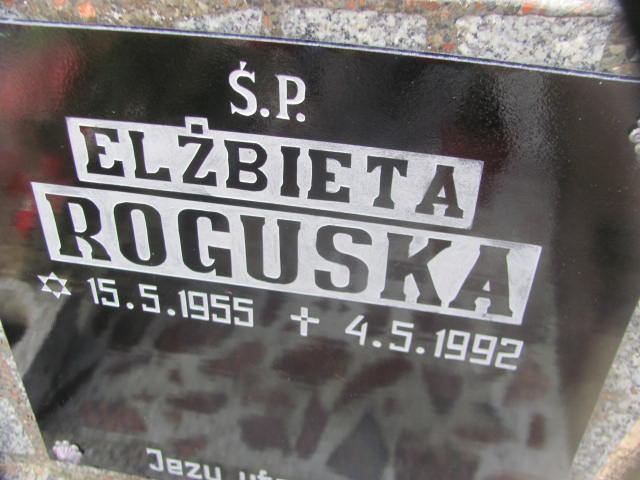 Ś.P.
ELŻBIETA
ROGUSKA
✡ 15.5.1955 ✝ 4.5.1992
Jezu